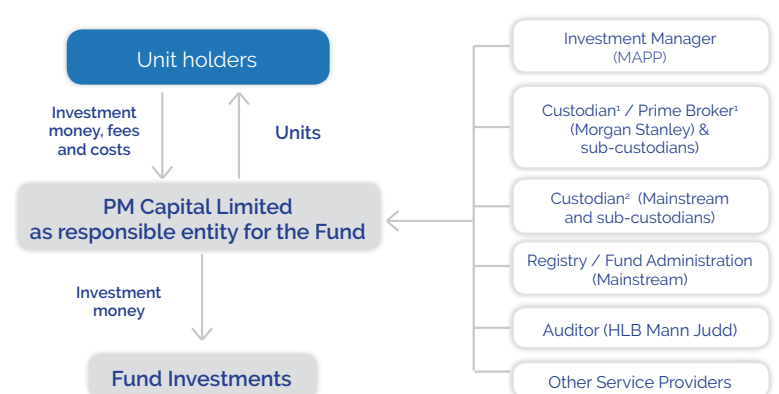 Unit holders
Investment
money, fees
and costs
Units
PM Capital Limited
as responsible entity for the Fund
Investment
money
Fund Investments
Investment Manager
(MAPP)
Custodian¹ / Prime Broker¹
(Morgan Stanley) &
sub-custodians)
Custodian² (Mainstream
and sub-custodians)
Registry / Fund Administration
(Mainstream)
Auditor (HLB Mann Judd)
Other Service Providers